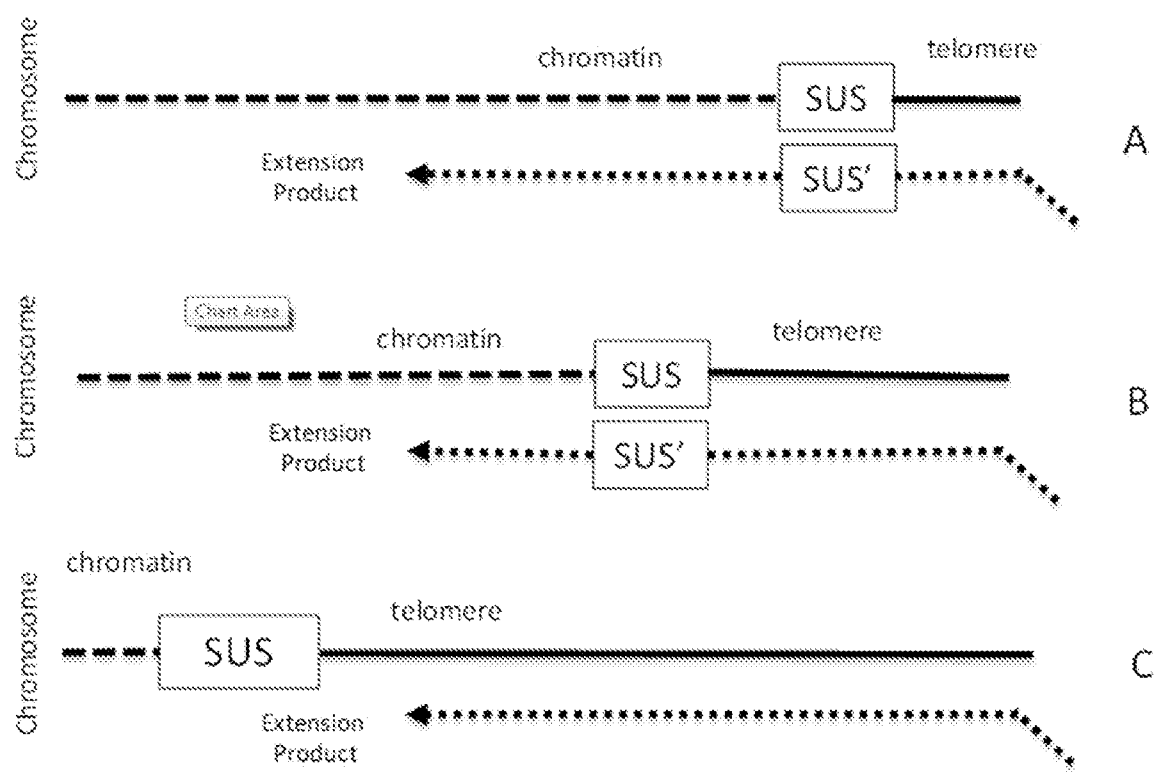 Chromosome
chromatin
telomere
SUS
A
Extension
Product
SUS'
Chromosome
Chart Area
chromatin
telomere
SUS
B
Extension
Product
SUS'
Chromosome
chromatin
telomere
SUS
C
Extension
Product